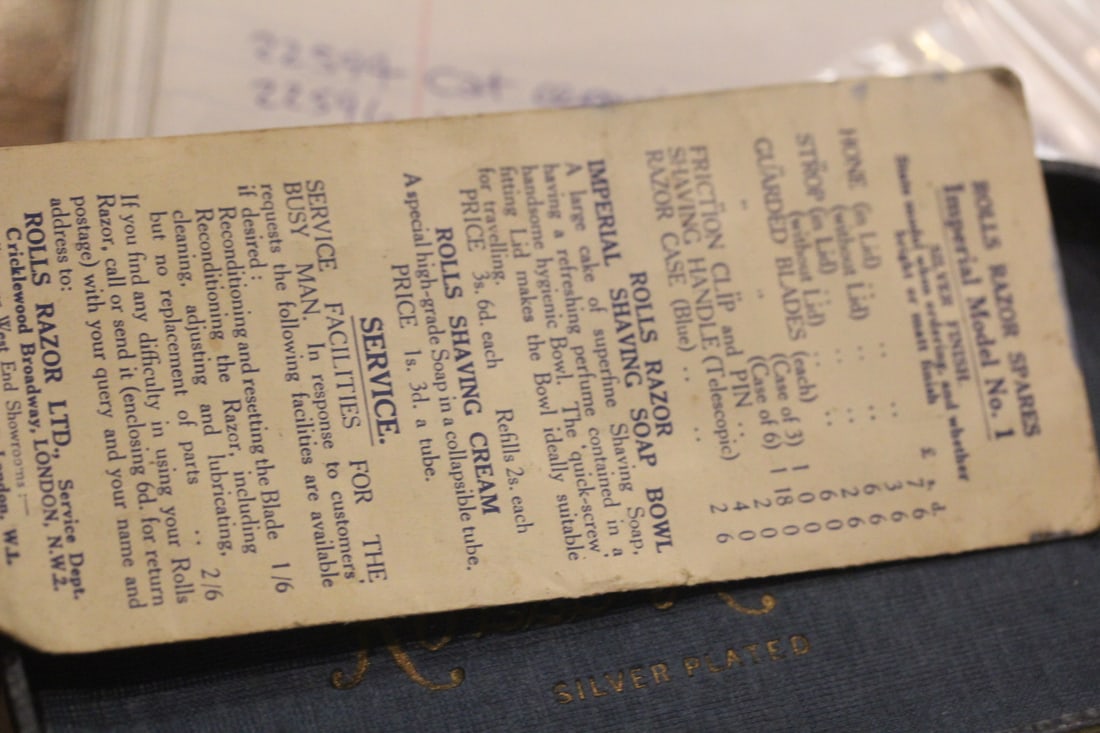 ROLLS RAZOR SPARES
Imperial Model No. 1
SILVER FINISH.
State model when ordering, and whether
bright or matt finish
£ s. d.
HONE (in Lid) .. .. .. 7 6
(without Lid) .. 3 6
STROP (in Lid) .. .. 6 6
(without Lid) .. 2 6
GUARDED BLADES (each) 6 0
" " (Case of 3) 1 0 0
(Case of 6) 1 18 0
FRICTION CLIP and PIN .. 2 0
SHAVING HANDLE (Telescopic) 4 0
RAZOR CASE (Blue) .. .. 2 6
ROLLS RAZOR
IMPERIAL SHAVING SOAP BOWL
A large cake of superfine Shaving Soap,
having a refreshing perfume contained in a
handsome hygienic Bowl. The quick-screw
fitting Lid makes the Bowl ideally suitable
for travelling.
PRICE 3s. 6d. each Refills 2s. each
ROLLS SHAVING CREAM
A special high-grade Soap in a collapsible tube.
PRICE 1s. 3d. a tube.
SERVICE.
SERVICE FACILITIES FOR THE
BUSY MAN. In response to customers'
requests the following facilities are available
if desired:
Reconditioning and resetting the Blade 1/6
Reconditioning the Razor, including
cleaning, adjusting and lubricating,
but no replacement of parts .. 2/6
If you find any difficulty in using your Rolls
Razor, call or send it (enclosing 6d. for return
postage) with your query and your name and
address to:
ROLLS RAZOR LTD., Service Dept.
Cricklewood Broadway, LONDON, N.W.2.
West End Showrooms :—
London, W.1.
SILVER PLATED
22594 Cat
22596